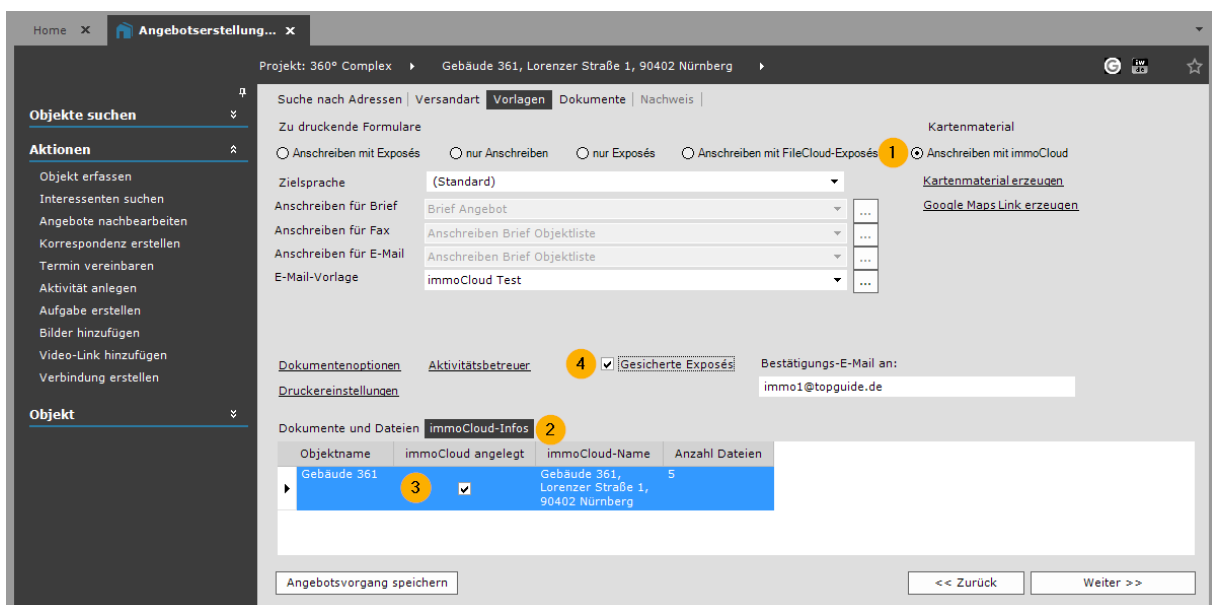 Home x Angebotserstellung... x
Projekt: 360° Complex Gebäude 361, Lorenzer Straße 1, 90402 Nürnberg G iw
Objekte suchen
Aktionen
Objekt erfassen
Interessenten suchen
Angebote nachbearbeiten
Korrespondenz erstellen
Termin vereinbaren
Aktivität anlegen
Aufgabe erstellen
Bilder hinzufügen
Video-Link hinzufügen
Verbindung erstellen
Objekt
Suche nach Adressen | Versandart Vorlagen Dokumente | Nachweis |
Zu druckende Formulare Kartenmaterial
Anschreiben mit Exposés nur Anschreiben nur Exposés Anschreiben mit FileCloud-Exposés 1 Anschreiben mit immoCloud
Zielsprache (Standard) Kartenmaterial erzeugen
Anschreiben für Brief Brief Angebot ... Google Maps Link erzeugen
Anschreiben für Fax Anschreiben Brief Objektliste ...
Anschreiben für E-Mail Anschreiben Brief Objektliste ...
E-Mail-Vorlage immoCloud Test ...
Dokumentenoptionen Aktivitätsbetreuer 4 Gesicherte Exposés Bestätigungs-E-Mail an:
Druckereinstellungen immo1@topguide.de
Dokumente und Dateien immoCloud-Infos 2
Objektname immoCloud angelegt immoCloud-Name Anzahl Dateien
Gebäude 361 3 Gebäude 361, 5
Lorenzer Straße 1,
90402 Nürnberg
Angebotsvorgang speichern << Zurück Weiter >>